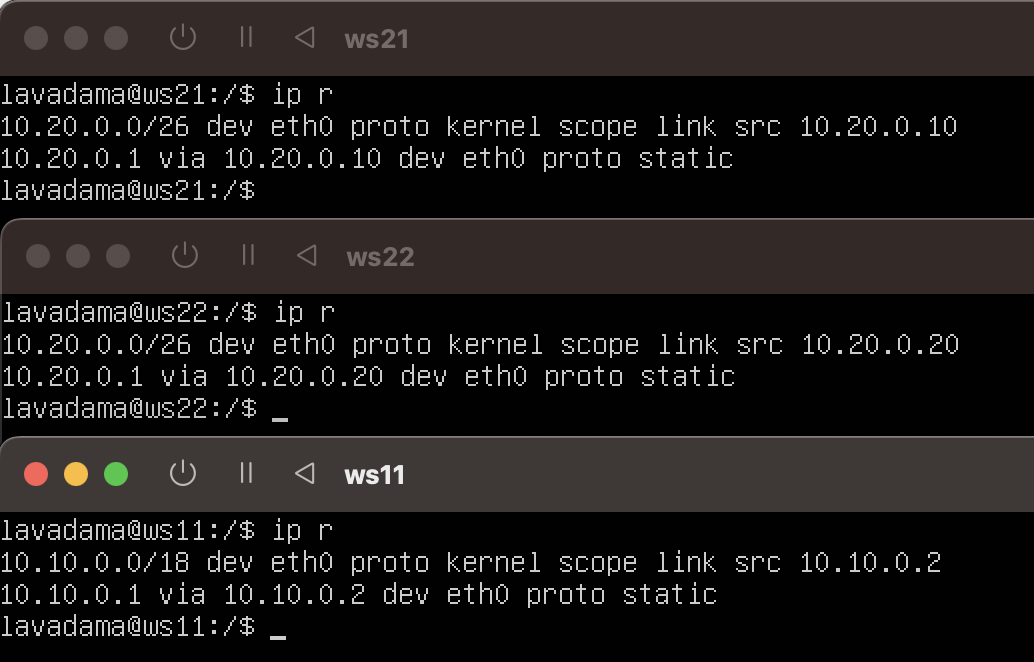 ws21
lavadama@ws21:/$ ip r
10.20.0.0/26 dev eth0 proto kernel scope link src 10.20.0.10
10.20.0.1 via 10.20.0.10 dev eth0 proto static
lavadama@ws21:/$
ws22
lavadama@ws22:/$ ip r
10.20.0.0/26 dev eth0 proto kernel scope link src 10.20.0.20
10.20.0.1 via 10.20.0.20 dev eth0 proto static
lavadama@ws22:/$ _
ws11
lavadama@ws11:/$ ip r
10.10.0.0/18 dev eth0 proto kernel scope link src 10.10.0.2
10.10.0.1 via 10.10.0.2 dev eth0 proto static
lavadama@ws11:/$ _